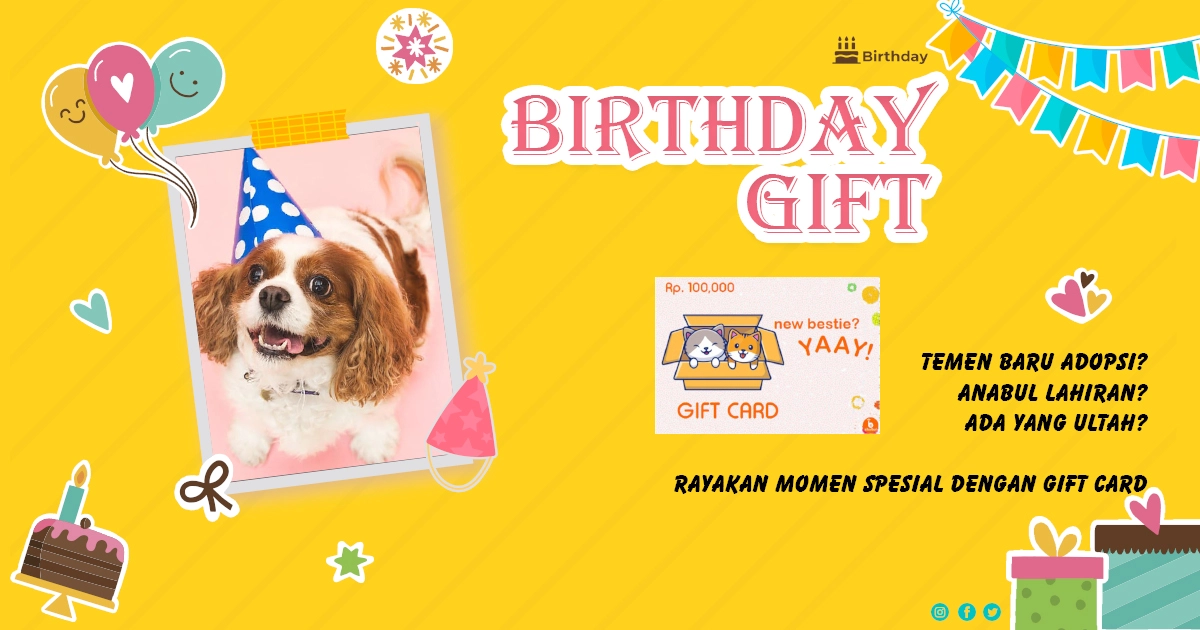 Birthday
BIRTHDAY
GIFT
Rp. 100,000
new bestie?
YAAY!
GIFT CARD
TEMEN BARU ADOPSI?
ANABUL LAHIRAN?
ADA YANG ULTAH?
RAYAKAN MOMEN SPESIAL DENGAN GIFT CARD